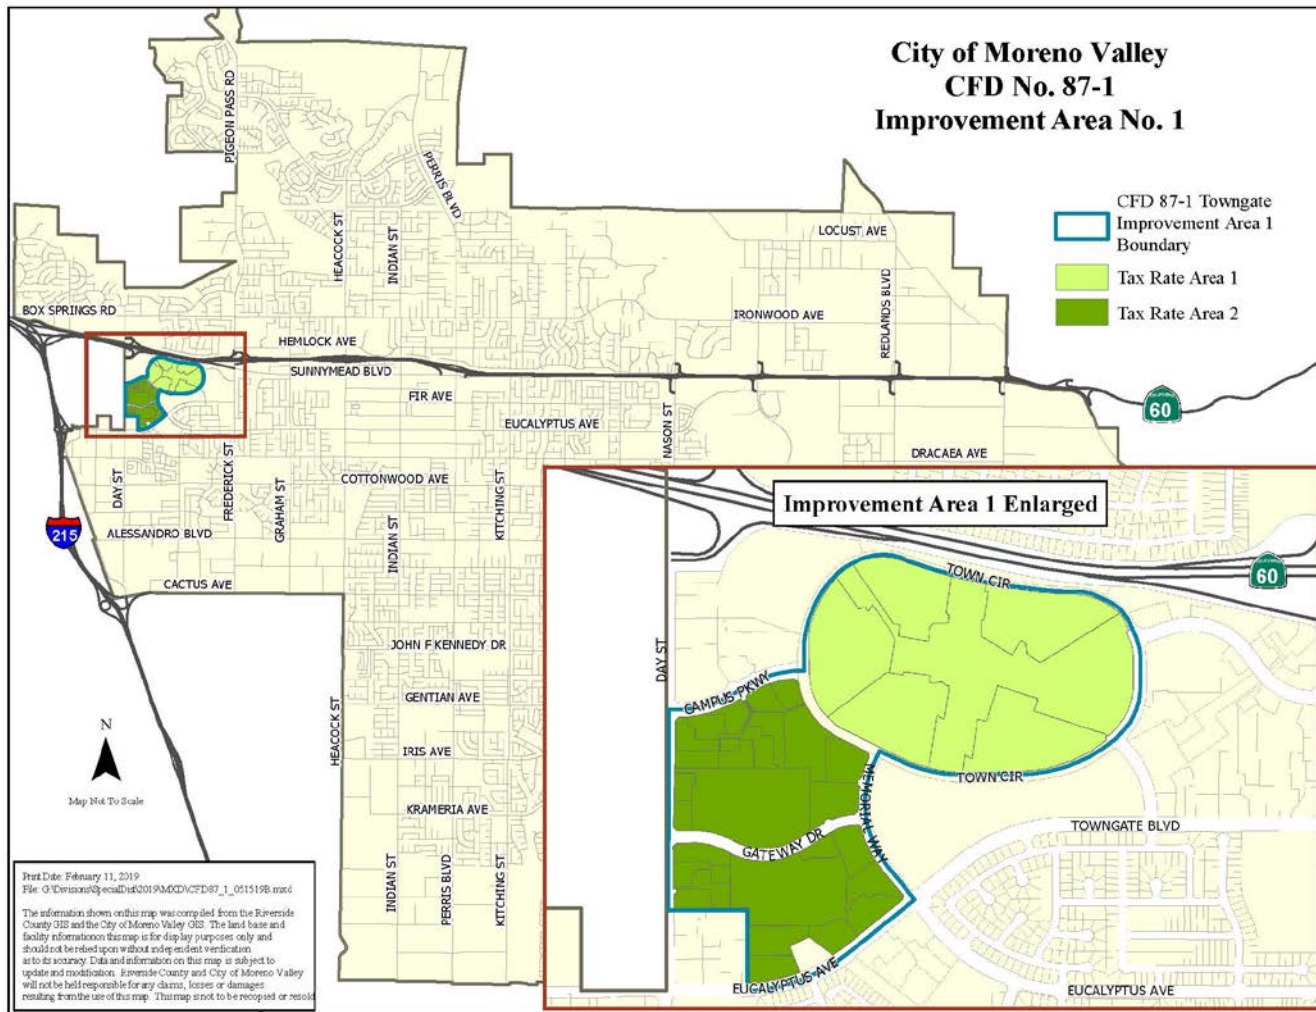 City of Moreno Valley
CFD No. 87-1
Improvement Area No. 1
CFD 87-1 Towngate
Improvement Area 1
Boundary
Tax Rate Area 1
Tax Rate Area 2
PIGEON PASS RD
PERRIS BLVD
HEACOCK ST
INDIAN ST
LOCUST AVE
REDLANDS BLVD
BOX SPRINGS RD
IRONWOOD AVE
HEMLOCK AVE
SUNNYMEAD BLVD
FIR AVE
60
EUCALYPTUS AVE
NASON ST
DRACAEA AVE
DAY ST
FREDERICK ST
GRAHAM ST
COTTONWOOD AVE
KITCHING ST
215
ALESSANDRO BLVD
INDIAN ST
CACTUS AVE
JOHN F KENNEDY DR
GENTIAN AVE
HEACOCK ST
IRIS AVE
KRAMERIA AVE
INDIAN ST
PERRIS BLVD
KITCHING ST
N
Map Not To Scale
Improvement Area 1 Enlarged
60
TOWN CIR
DAY ST
CAMPUS PKWY
TOWN CIR
MEMORIAL WAY
TOWNGATE BLVD
GATEWAY DR
EUCALYPTUS AVE
EUCALYPTUS AVE
Print Date: February 11, 2019
File: G:\Divisions\SpecialDist\2019\MXD\CFD87_1_051519B.mxd
The information shown on this map was compiled from the Riverside
County GIS and the City of Moreno Valley GIS. The land base and
facility information on this map is for display purposes only and
should not be relied upon without independent verification
as to its accuracy. Data and information on this map is subject to
update and modification. Riverside County and City of Moreno Valley
will not be held responsible for any claims, losses or damages
resulting from the use of this map. This map is not to be recopied or resold